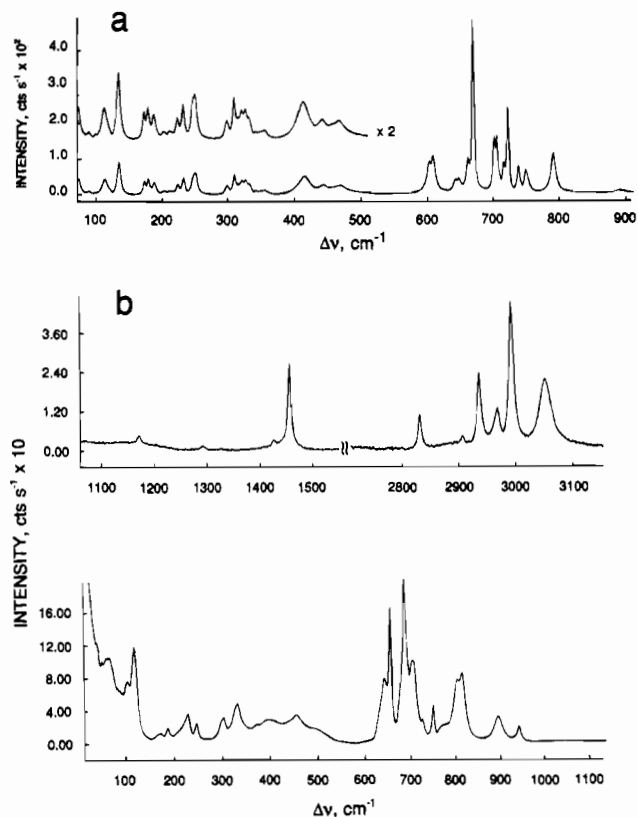 a
INTENSITY, cts s⁻¹ x 10²
4.0
3.0
2.0
1.0
0.0
x 2
100 200 300 400 500 600 700 800 900
Δν, cm⁻¹
b
INTENSITY, cts s⁻¹ x 10
3.60
2.40
1.20
0.00
1100 1200 1300 1400 1500 2800 2900 3000 3100
16.00
12.00
8.00
4.00
0.00
100 200 300 400 500 600 700 800 900 1000 1100
Δν, cm⁻¹